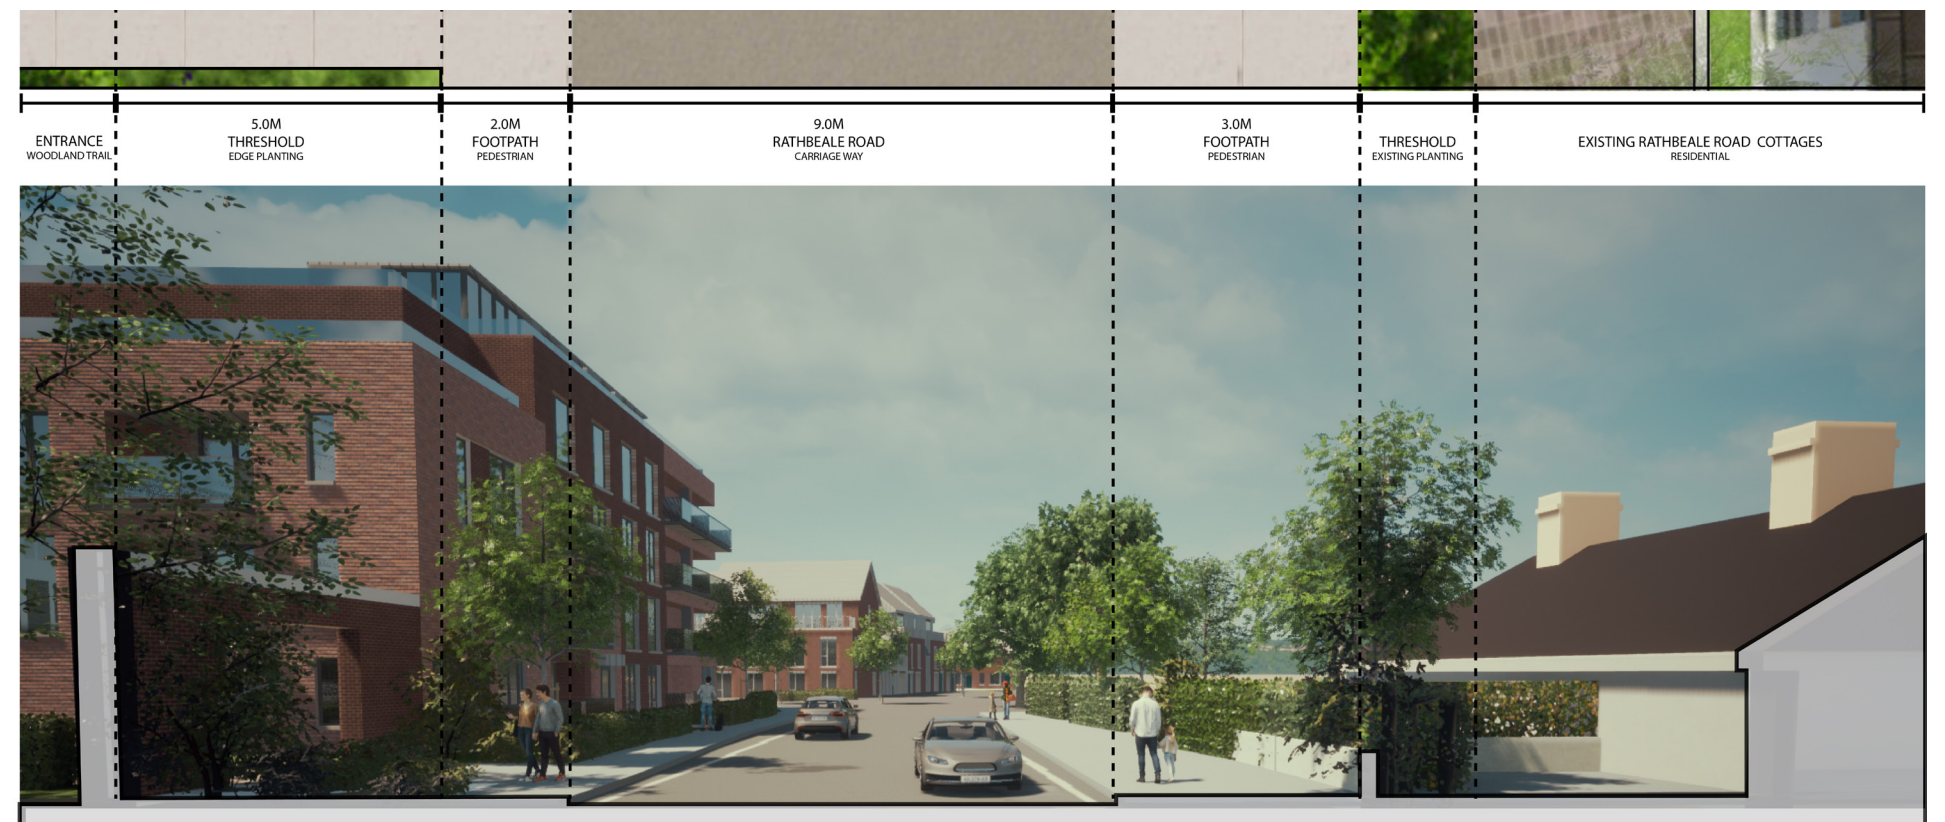 ENTRANCE
WOODLAND TRAIL
5.0M
THRESHOLD
EDGE PLANTING
2.0M
FOOTPATH
PEDESTRIAN
9.0M
RATHBEALE ROAD
CARRIAGE WAY
3.0M
FOOTPATH
PEDESTRIAN
THRESHOLD
EXISTING PLANTING
EXISTING RATHBEALE ROAD COTTAGES
RESIDENTIAL